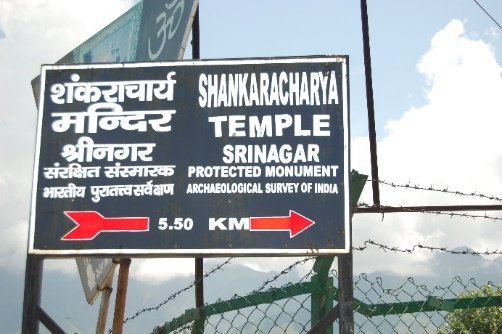 शंकराचार्य
मन्दिर
श्रीनगर
संरक्षित संस्मारक
भारतीय पुरातत्त्व सर्वेक्षण
SHANKARACHARYA
TEMPLE
SRINAGAR
PROTECTED MONUMENT
ARCHAEOLOGICAL SURVEY OF INDIA
5.50 KM
ॐ